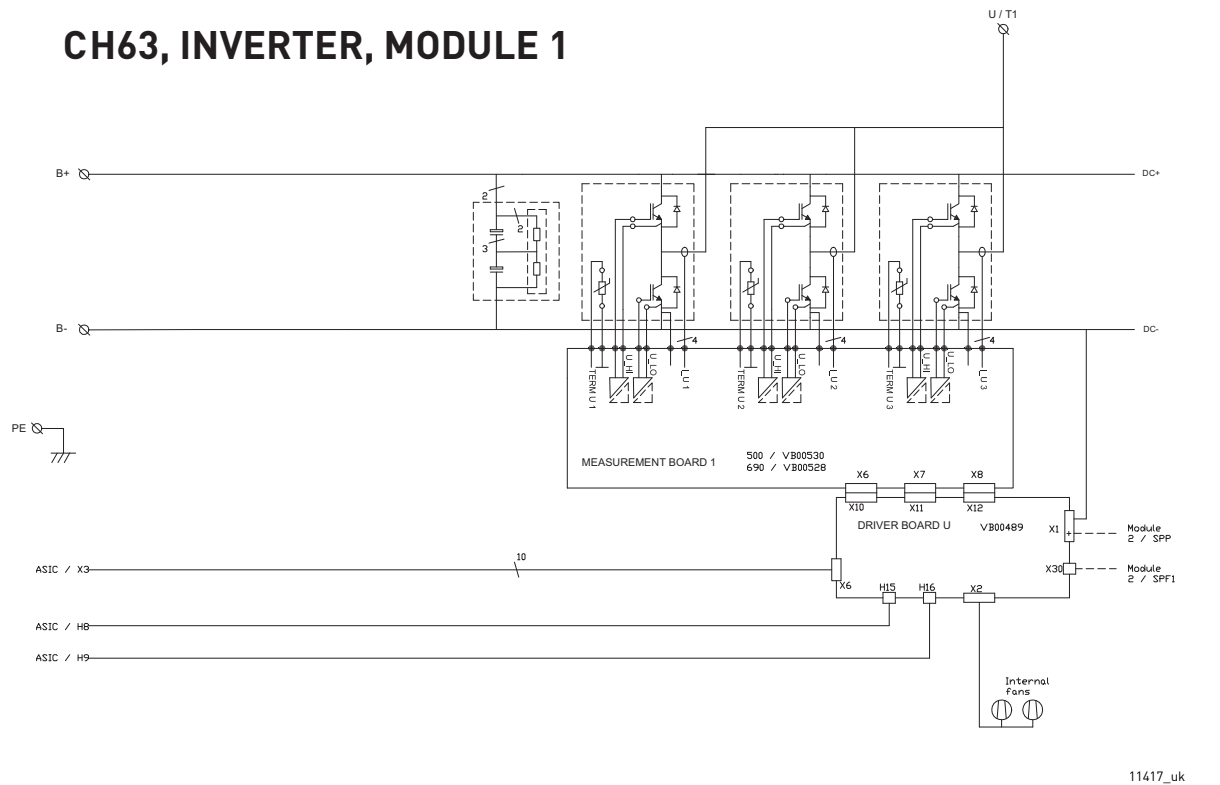 U / T1
CH63, INVERTER, MODULE 1
B+
DC+
2
2
3
B-
DC-
4
4
4
TERM U 1
U_HI
U_LO
I_U 1
TERM U 2
U_HI
U_LO
I_U 2
TERM U 3
U_HI
U_LO
I_U 3
PE
MEASUREMENT BOARD 1
500 / VB00530
690 / VB00528
X6
X7
X8
X10
X11
X12
DRIVER BOARD U
VB00489
X1
+
Module
2 / SPP
X30
Module
2 / SPF1
ASIC / X3
10
X6
H15
H16
X2
ASIC / H8
ASIC / H9
Internal
fans
11417_uk